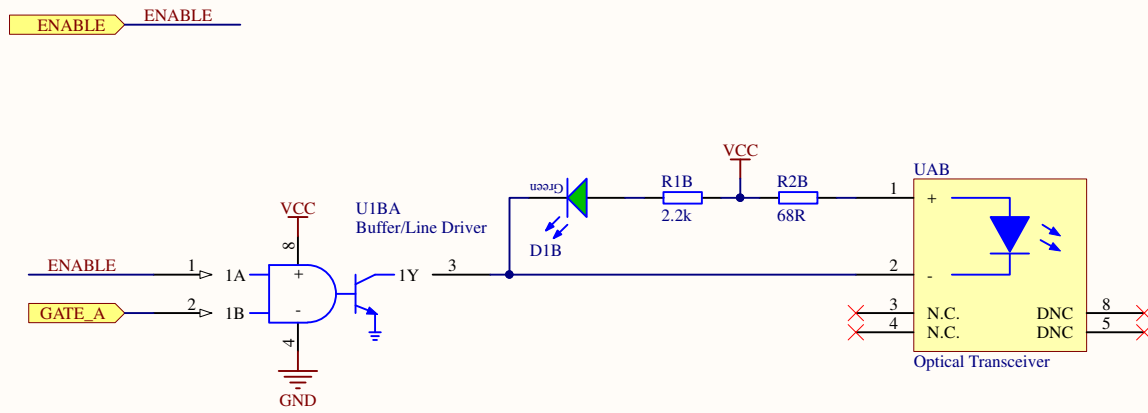 ENABLE
ENABLE
VCC
UAB
Green
R1B
R2B
1
+
2.2k
68R
VCC
U1BA
Buffer/Line Driver
D1B
8
ENABLE
1
1A
+
1Y
3
2
-
GATE_A
2
1B
-
3
N.C.
DNC
8
4
N.C.
DNC
5
4
Optical Transceiver
GND